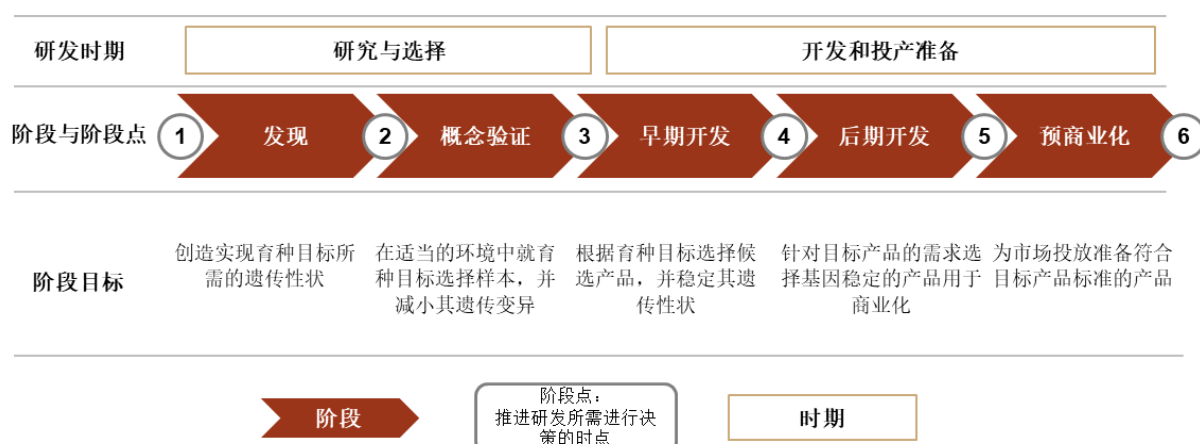 研发时期
研究与选择
开发和投产准备
阶段与阶段点
1
发现
2
概念验证
3
早期开发
4
后期开发
5
预商业化
6
阶段目标
创造实现育种目标所
需的遗传性状
在适当的环境中就育
种目标选择样本，并
减小其遗传变异
根据育种目标选择候
选产品，并稳定其遗
传性状
针对目标产品的需求选
择基因稳定的产品用于
商业化
为市场投放准备符合
目标产品标准的产品
阶段
阶段点：
推进研发所需进行决
策的时点
时期